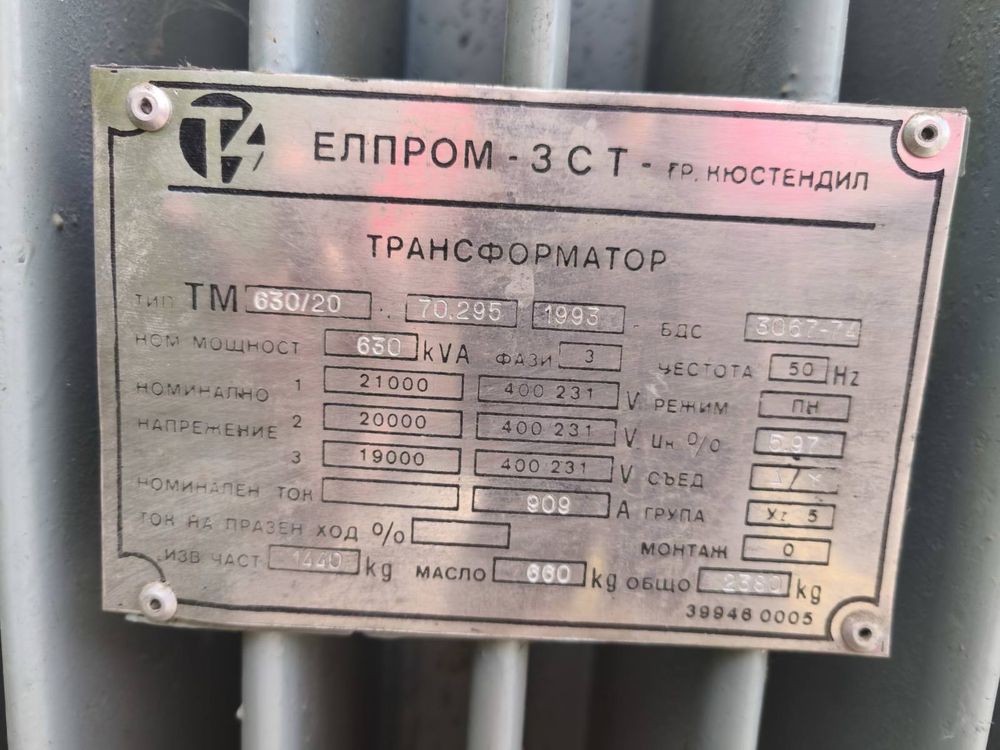 ТИ ЕЛПРОМ - ЗСТ - ГР. КЮСТЕНДИЛ
ТРАНСФОРМАТОР
ТИП ТМ 630/20 . 70.295 1993 - БДС 3067-74
НОМ МОЩНОСТ 630 kVA ФАЗИ 3 ЧЕСТОТА 50 Hz
НОМИНАЛНО 1 21000 400 231 V РЕЖИМ ПН
НАПРЕЖЕНИЕ 2 20000 400 231 V Uк % 5.97
3 19000 400 231 V СЪЕД
НОМИНАЛЕН ТОК 909 A ГРУПА 5
ТОК НА ПРАЗЕН ХОД % МОНТАЖ 0
ИЗВ ЧАСТ 1440 kg МАСЛО 660 kg ОБЩО 2380 kg
39946 0005